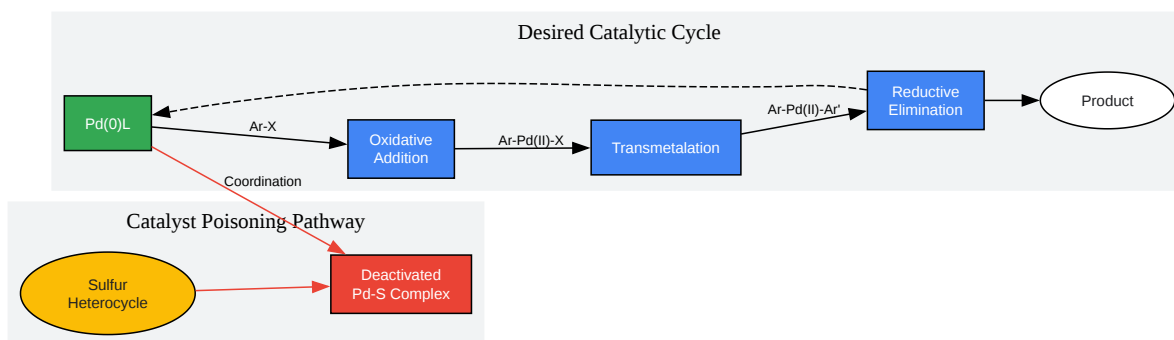 Desired Catalytic Cycle
Pd(0)L
Ar-X
Oxidative
Addition
Ar-Pd(II)-X
Transmetalation
Ar-Pd(II)-Ar'
Reductive
Elimination
Product
Coordination
Catalyst Poisoning Pathway
Sulfur
Heterocycle
Deactivated
Pd-S Complex